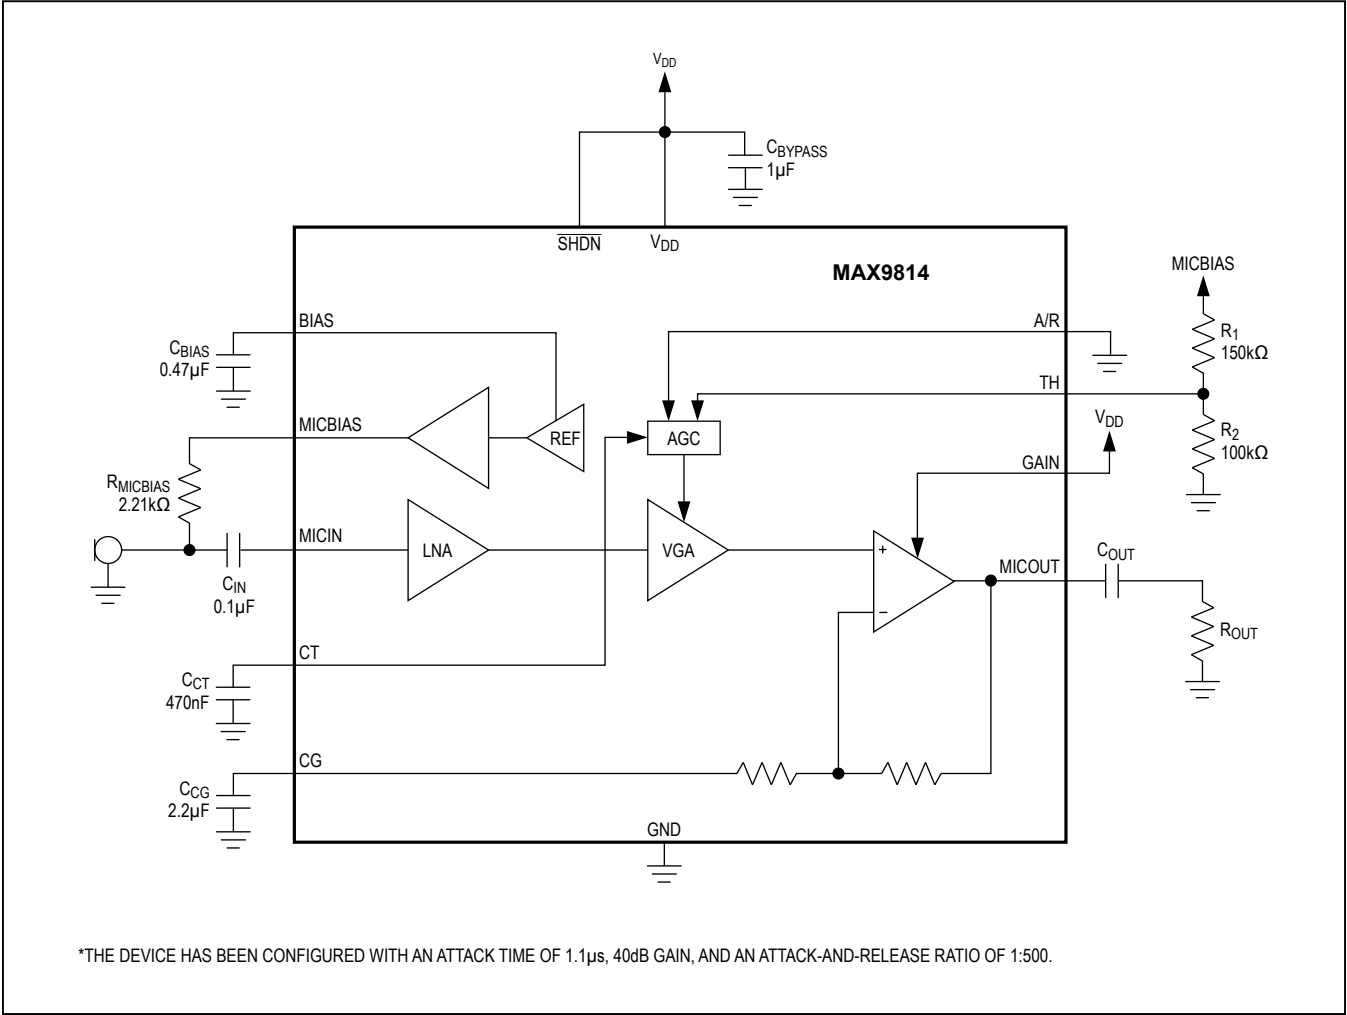 VDD
CBYPASS
1µF
SHDN
VDD
MAX9814
MICBIAS
R1
150kΩ
BIAS
A/R
CBIAS
0.47µF
TH
VDD
R2
100kΩ
MICBIAS
REF
AGC
GAIN
RMICBIAS
2.21kΩ
MICIN
LNA
VGA
+
−
MICOUT
COUT
CIN
0.1µF
ROUT
CT
CCT
470nF
CG
CCG
2.2µF
GND
*THE DEVICE HAS BEEN CONFIGURED WITH AN ATTACK TIME OF 1.1µs, 40dB GAIN, AND AN ATTACK-AND-RELEASE RATIO OF 1:500.